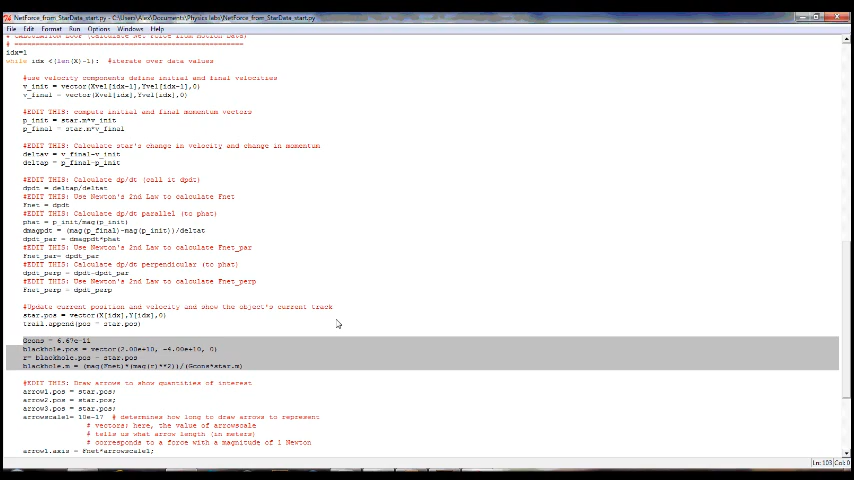 NetForce_from_StarData_start.py - C:\Users\Alex\Documents\Physics labs\NetForce_from_StarData_start.py
File Edit Format Run Options Windows Help
# CALCULATION LOOP (Calculate Net Force from Motion Data)
# ======================================================
idx=1
while idx <(len(X)-1): #iterate over data values
#use velocity components define initial and final velocities
v_init = vector(Xvel[idx-1],Yvel[idx-1],0)
v_final = vector(Xvel[idx],Yvel[idx],0)
#EDIT THIS: compute initial and final momentum vectors
p_init = star.m*v_init
p_final = star.m*v_final
#EDIT THIS: Calculate star's change in velocity and change in momentum
deltav = v_final-v_init
deltap = p_final-p_init
#EDIT THIS: Calculate dp/dt (call it dpdt)
dpdt = deltap/deltat
#EDIT THIS: Use Newton's 2nd Law to calculate Fnet
Fnet = dpdt
#EDIT THIS: Calculate dp/dt parallel (to phat)
phat = p_init/mag(p_init)
dmagpdt = (mag(p_final)-mag(p_init))/deltat
dpdt_par = dmagpdt*phat
#EDIT THIS: Use Newton's 2nd Law to calculate Fnet_par
Fnet_par= dpdt_par
#EDIT THIS: Calculate dp/dt perpendicular (to phat)
dpdt_perp = dpdt-dpdt_par
#EDIT THIS: Use Newton's 2nd Law to calculate Fnet_perp
Fnet_perp = dpdt_perp
#Update current position and velocity and show the object's current track
star.pos = vector(X[idx],Y[idx],0)
trail.append(pos = star.pos)
Gcons = 6.67e-11
blackhole.pos = vector(2.00e+10, -4.00e+10, 0)
r= blackhole.pos - star.pos
blackhole.m = (mag(Fnet)*(mag(r)**2))/(Gcons*star.m)
#EDIT THIS: Draw arrows to show quantities of interest
arrow1.pos = star.pos;
arrow2.pos = star.pos;
arrow3.pos = star.pos;
arrowscale1= 10e-17 # determines how long to draw arrows to represent
# vectors; here, the value of arrowscale
# tells us what arrow length (in meters)
# corresponds to a force with a magnitude of 1 Newton
arrow1.axis = Fnet*arrowscale1;
Ln: 103 Col: 0